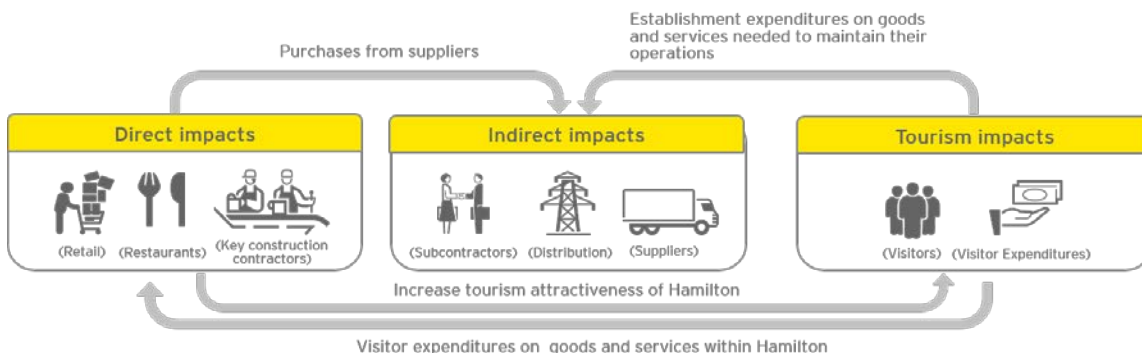 Establishment expenditures on goods
and services needed to maintain their
operations
Purchases from suppliers
Direct impacts
Indirect impacts
Tourism impacts
(Retail)
(Restaurants)
(Key construction
contractors)
(Subcontractors)
(Distribution)
(Suppliers)
(Visitors)
(Visitor Expenditures)
Increase tourism attractiveness of Hamilton
Visitor expenditures on goods and services within Hamilton